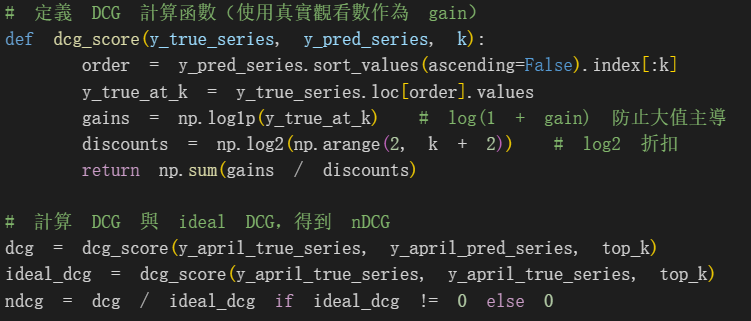 # 定義 DCG 計算函數（使用真實觀看數作為 gain）
def dcg_score(y_true_series, y_pred_series, k):
    order = y_pred_series.sort_values(ascending=False).index[:k]
    y_true_at_k = y_true_series.loc[order].values
    gains = np.log1p(y_true_at_k)  # log(1 + gain) 防止大值主導
    discounts = np.log2(np.arange(2, k + 2))  # log2 折扣
    return np.sum(gains / discounts)

# 計算 DCG 與 ideal DCG，得到 nDCG
dcg = dcg_score(y_april_true_series, y_april_pred_series, top_k)
ideal_dcg = dcg_score(y_april_true_series, y_april_true_series, top_k)
ndcg = dcg / ideal_dcg if ideal_dcg != 0 else 0